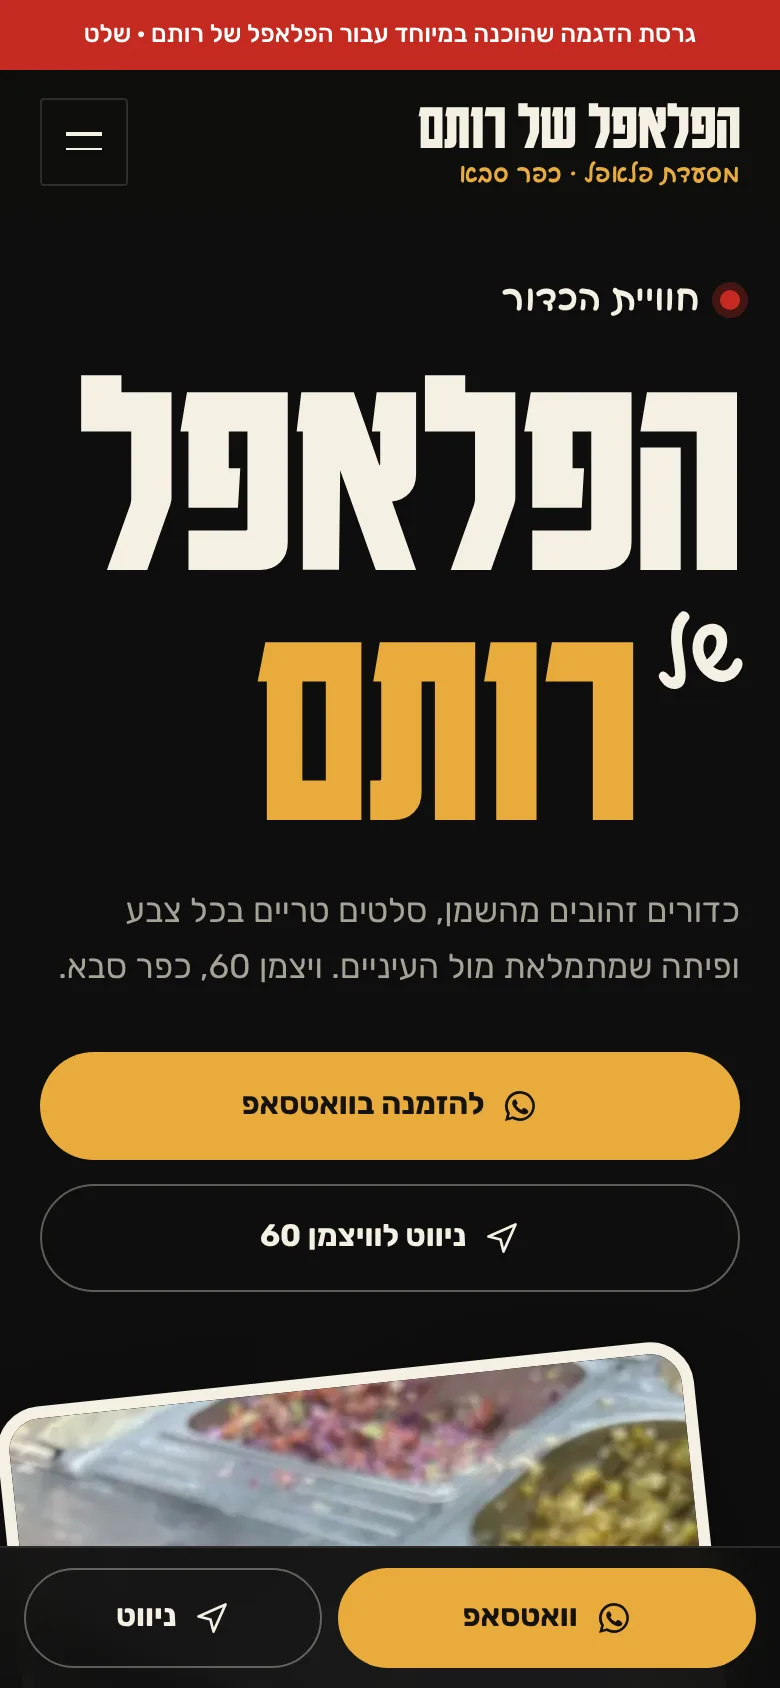 גרסת הדגמה שהוכנה במיוחד עבור הפלאפל של רותם • שלט
הפלאפל של רותם
מסעדת פלאפל · כפר סבא
חוויית הכדור
הפלאפל
של רותם
כדורים זהובים מהשמן, סלטים טריים בכל צבע
ופיתה שמתמלאת מול העיניים. ויצמן 60, כפר סבא.
להזמנה בוואטסאפ
ניווט לוויצמן 60
וואטסאפ
ניווט